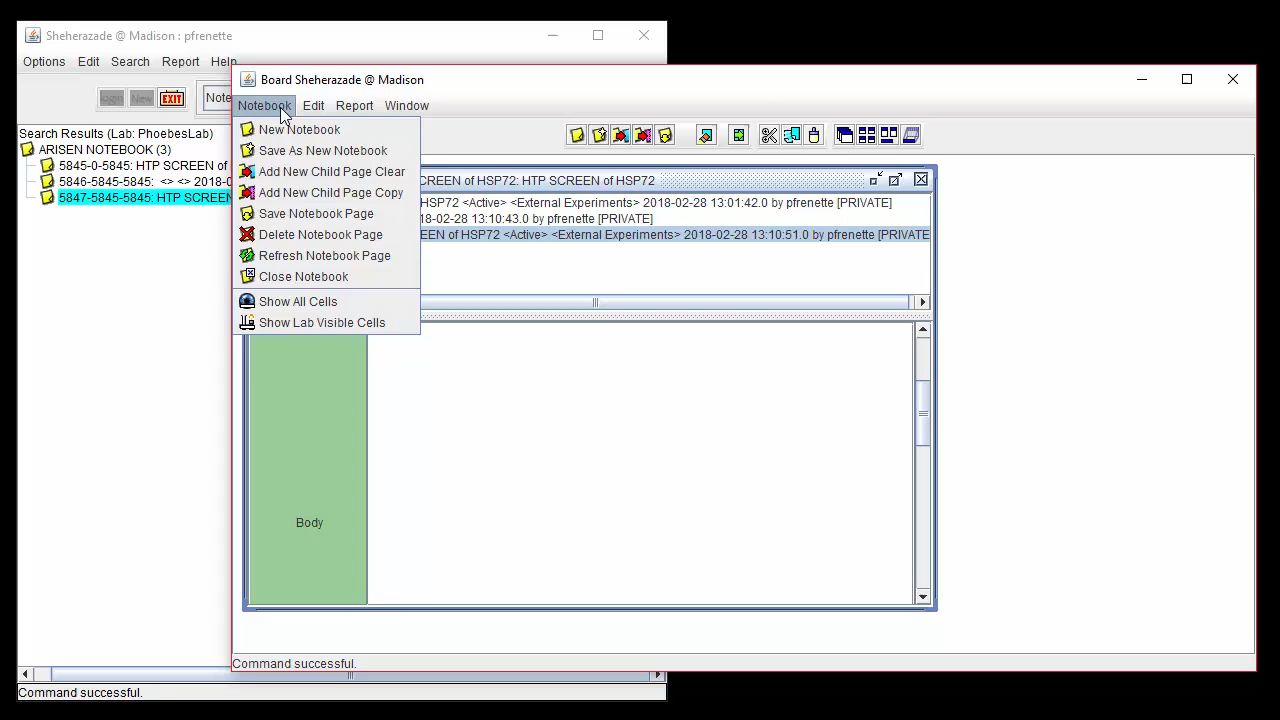 Sheherazade @ Madison : pfrenette
Options Edit Search Report Help
login New EXIT Note
Search Results (Lab: PhoebesLab)
ARISEN NOTEBOOK (3)
5845-0-5845: HTP SCREEN of
5846-5845-5845: <> <> 2018-0
5847-5845-5845: HTP SCREEN
Command successful.
Board Sheherazade @ Madison
Notebook Edit Report Window
New Notebook
Save As New Notebook
Add New Child Page Clear
Add New Child Page Copy
Save Notebook Page
Delete Notebook Page
Refresh Notebook Page
Close Notebook
Show All Cells
Show Lab Visible Cells
CREEN of HSP72: HTP SCREEN of HSP72
HSP72 <Active> <External Experiments> 2018-02-28 13:01:42.0 by pfrenette [PRIVATE]
18-02-28 13:10:43.0 by pfrenette [PRIVATE]
EEN of HSP72 <Active> <External Experiments> 2018-02-28 13:10:51.0 by pfrenette [PRIVATE
Body
Command successful.